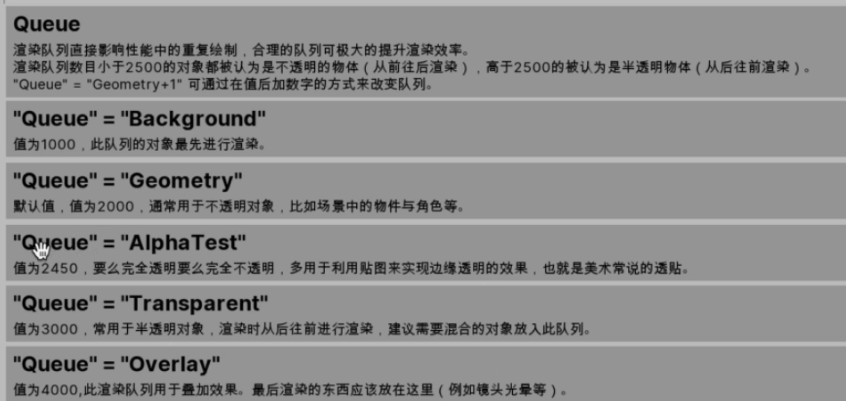 Queue
渲染队列直接影响性能中的重复绘制，合理的队列可极大的提升渲染效率。
渲染队列数目小于2500的对象都被认为是不透明的物体（从前往后渲染），高于2500的被认为是半透明物体（从后往前渲染）。
"Queue" = "Geometry+1" 可通过在值后加数字的方式来改变队列。
"Queue" = "Background"
值为1000，此队列的对象最先进行渲染。
"Queue" = "Geometry"
默认值，值为2000，通常用于不透明对象，比如场景中的物件与角色等。
"Queue" = "AlphaTest"
值为2450，要么完全透明要么完全不透明，多用于利用贴图来实现边缘透明的效果，也就是美术常说的透贴。
"Queue" = "Transparent"
值为3000，常用于半透明对象，渲染时从后往前进行渲染，建议需要混合的对象放入此队列。
"Queue" = "Overlay"
值为4000,此渲染队列用于叠加效果。最后渲染的东西应该放在这里（例如镜头光晕等）。